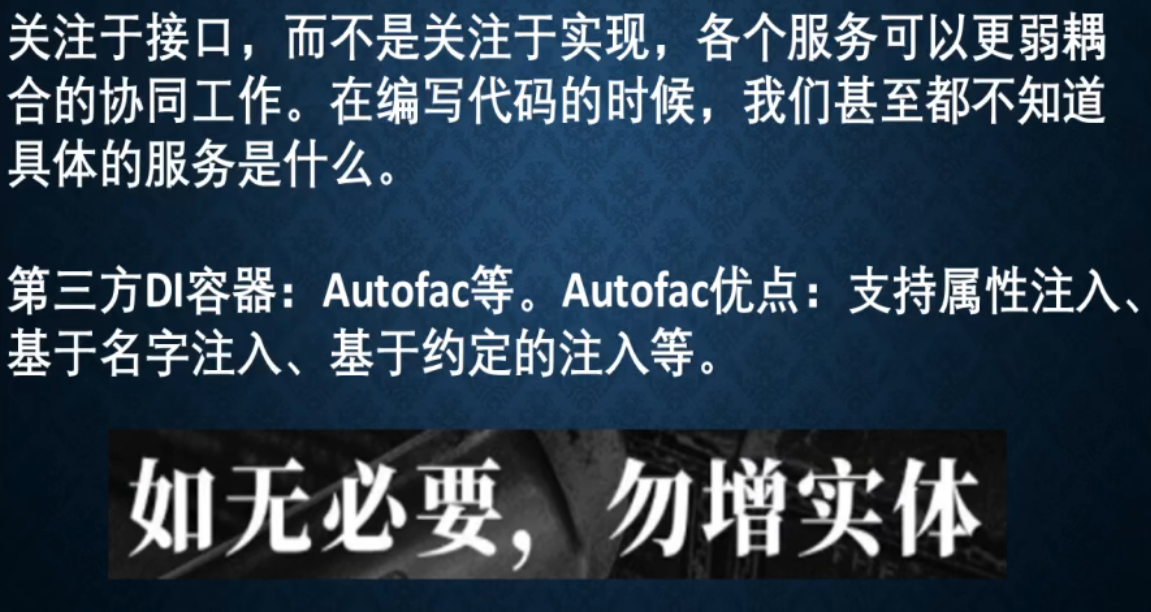 关注于接口，而不是关注于实现，各个服务可以更弱耦
合的协同工作。在编写代码的时候，我们甚至都不知道
具体的服务是什么。
第三方DI容器：Autofac等。Autofac优点：支持属性注入、
基于名字注入、基于约定的注入等。
如无必要，勿增实体